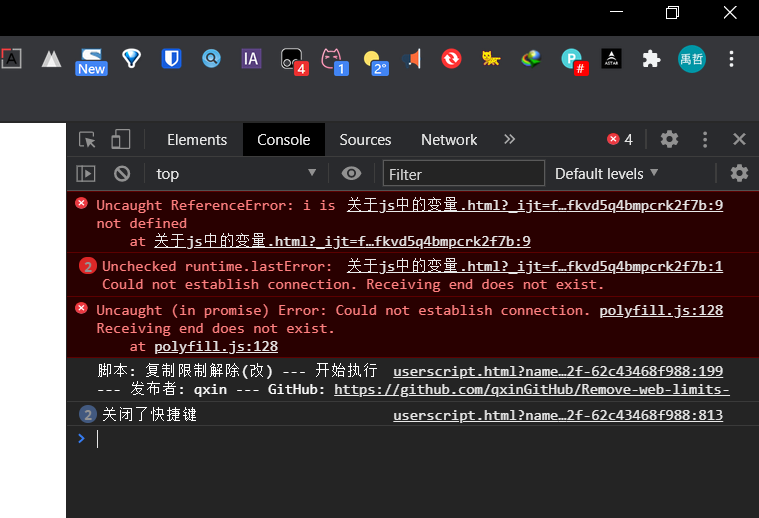 A
New
IA
4
1
2°
P
#
ASTAR
禹哲
Elements Console Sources Network » 4
top Filter Default levels
Uncaught ReferenceError: i is 关于js中的变量.html?_ijt=f…fkvd5q4bmpcrk2f7b:9
not defined
at 关于js中的变量.html?_ijt=f…fkvd5q4bmpcrk2f7b:9
2 Unchecked runtime.lastError: 关于js中的变量.html?_ijt=f…fkvd5q4bmpcrk2f7b:1
Could not establish connection. Receiving end does not exist.
Uncaught (in promise) Error: Could not establish connection. polyfill.js:128
Receiving end does not exist.
at polyfill.js:128
脚本: 复制限制解除(改) --- 开始执行 userscript.html?name…2f-62c43468f988:199
--- 发布者: qxin --- GitHub: https://github.com/qxinGitHub/Remove-web-limits-
2 关闭了快捷键 userscript.html?name…2f-62c43468f988:813